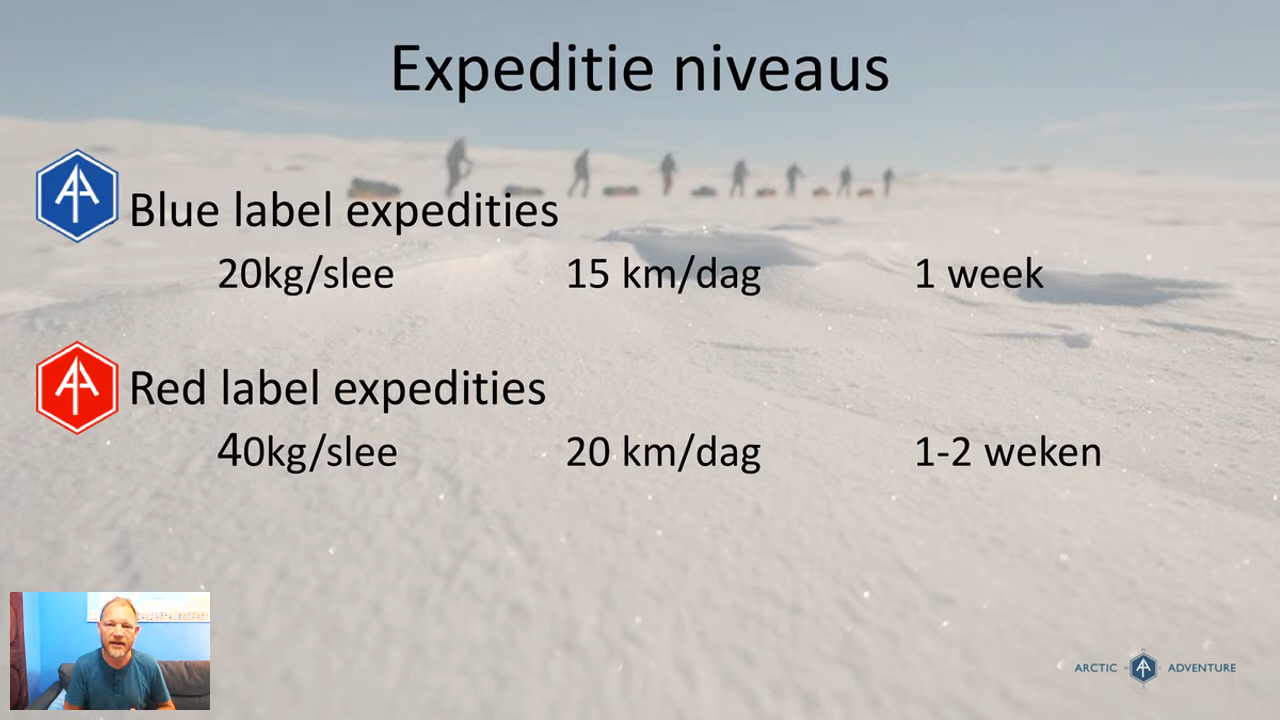 Expeditie niveaus
Blue label expedities
20kg/slee 15 km/dag 1 week
Red label expedities
40kg/slee 20 km/dag 1-2 weken
ARCTIC ADVENTURE